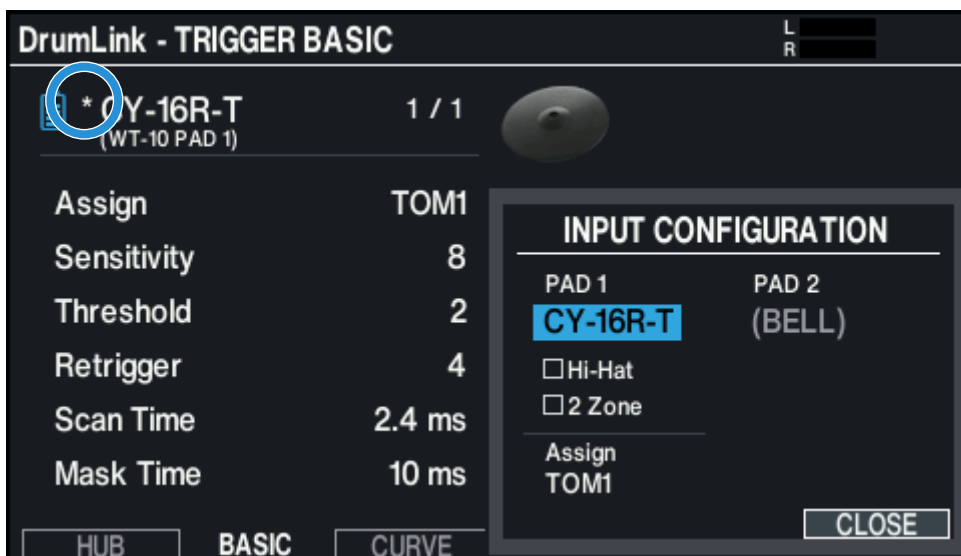 DrumLink - TRIGGER BASIC
L
R
* CY-16R-T 1 / 1
(WT-10 PAD 1)
Assign TOM1
Sensitivity 8
Threshold 2
Retrigger 4
Scan Time 2.4 ms
Mask Time 10 ms
INPUT CONFIGURATION
PAD 1 PAD 2
CY-16R-T (BELL)
Hi-Hat
2 Zone
Assign
TOM1
CLOSE
HUB BASIC CURVE